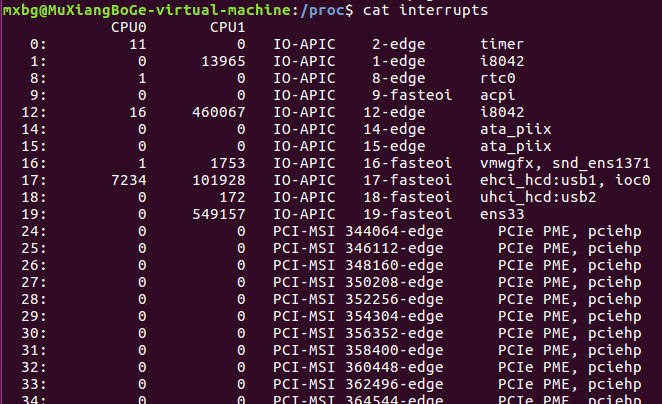 mxbg@MuXiangBoGe-virtual-machine:/proc$ cat interrupts
CPU0 CPU1
0: 11 0 IO-APIC 2-edge timer
1: 0 13965 IO-APIC 1-edge i8042
8: 1 0 IO-APIC 8-edge rtc0
9: 0 0 IO-APIC 9-fasteoi acpi
12: 16 460067 IO-APIC 12-edge i8042
14: 0 0 IO-APIC 14-edge ata_piix
15: 0 0 IO-APIC 15-edge ata_piix
16: 1 1753 IO-APIC 16-fasteoi vmwgfx, snd_ens1371
17: 7234 101928 IO-APIC 17-fasteoi ehci_hcd:usb1, ioc0
18: 0 172 IO-APIC 18-fasteoi uhci_hcd:usb2
19: 0 549157 IO-APIC 19-fasteoi ens33
24: 0 0 PCI-MSI 344064-edge PCIe PME, pciehp
25: 0 0 PCI-MSI 346112-edge PCIe PME, pciehp
26: 0 0 PCI-MSI 348160-edge PCIe PME, pciehp
27: 0 0 PCI-MSI 350208-edge PCIe PME, pciehp
28: 0 0 PCI-MSI 352256-edge PCIe PME, pciehp
29: 0 0 PCI-MSI 354304-edge PCIe PME, pciehp
30: 0 0 PCI-MSI 356352-edge PCIe PME, pciehp
31: 0 0 PCI-MSI 358400-edge PCIe PME, pciehp
32: 0 0 PCI-MSI 360448-edge PCIe PME, pciehp
33: 0 0 PCI-MSI 362496-edge PCIe PME, pciehp
34: 0 0 PCI-MSI 364544-edge PCIe PME, pciehp